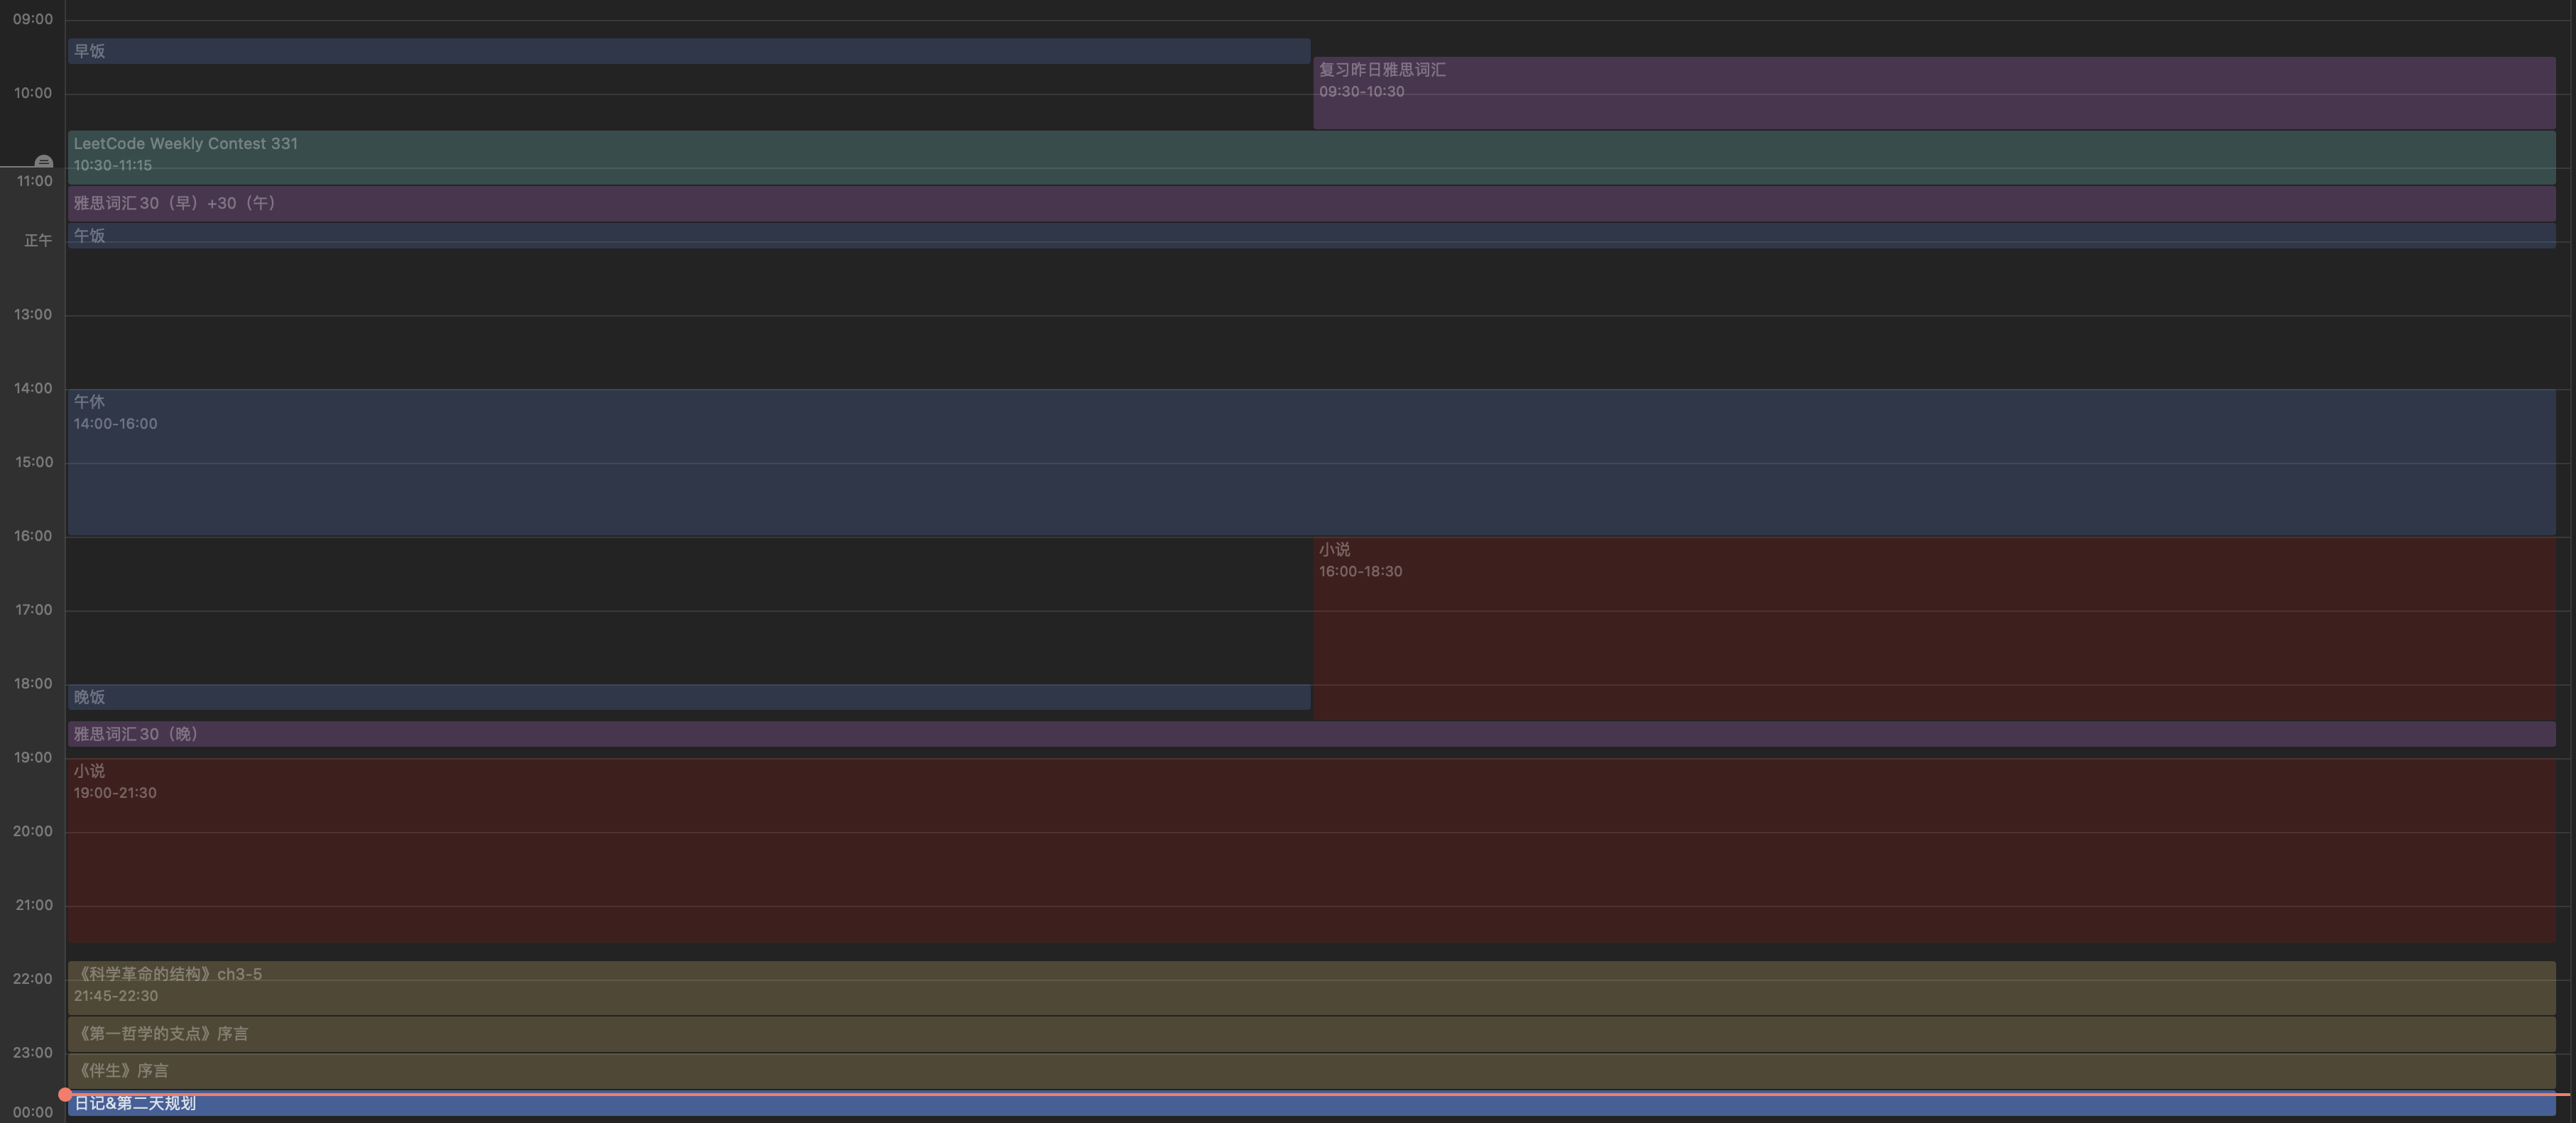 09:00
早饭
复习昨日雅思词汇
09:30-10:30
10:00
LeetCode Weekly Contest 331
10:30-11:15
11:00
雅思词汇 30（早）+30（午）
午饭
正午
13:00
14:00
午休
14:00-16:00
15:00
16:00
小说
16:00-18:30
17:00
18:00
晚饭
雅思词汇 30（晚）
19:00
小说
19:00-21:30
20:00
21:00
22:00
《科学革命的结构》ch3-5
21:45-22:30
《第一哲学的支点》序言
23:00
《伴生》序言
日记&第二天规划
00:00